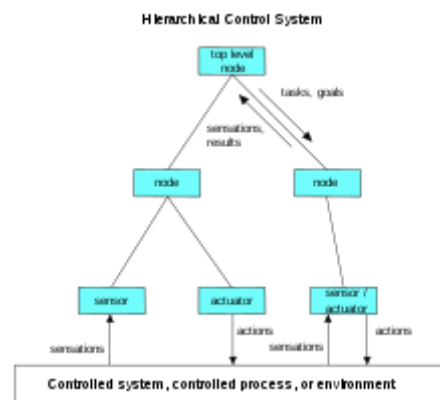 Hierarchical Control System
top level
node
tasks, goals
sensations,
results
node
node
sensor
actuator
sensor /
actuator
actions
actions
sensations
sensations
Controlled system, controlled process, or environment